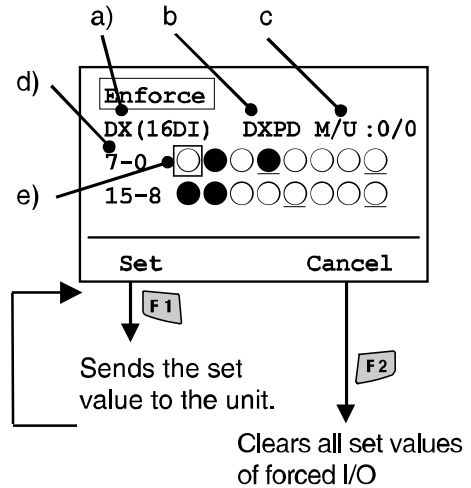 a)
b
c
d)
e)
Enforce
DX(16DI) DXPD M/U :0/0
7-0
15-8
Set Cancel
F1
F2
Sends the set
value to the unit.
Clears all set values
of forced I/O